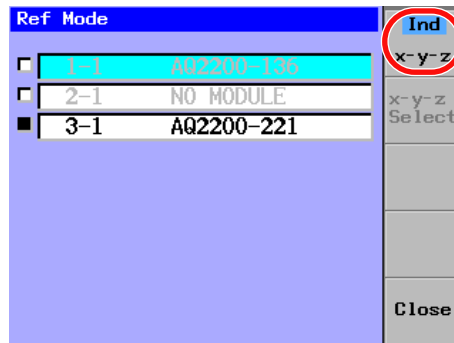 Ref Mode
Ind
x-y-z
1-1 AQ2200-136
2-1 NO MODULE
3-1 AQ2200-221
x-y-z
Select
Close